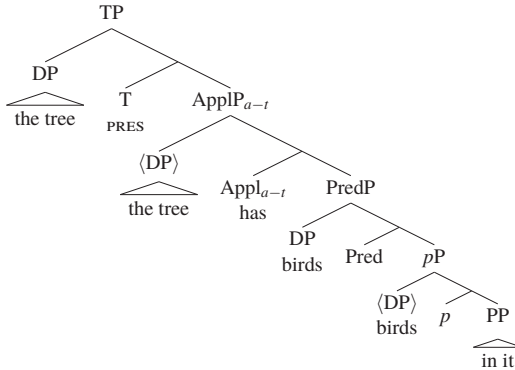 TP
DP
T
PRES
ApplP_{a−t}
the tree
⟨DP⟩
the tree
Appl_{a−t}
has
PredP
DP
birds
Pred
pP
⟨DP⟩
birds
p
PP
in it